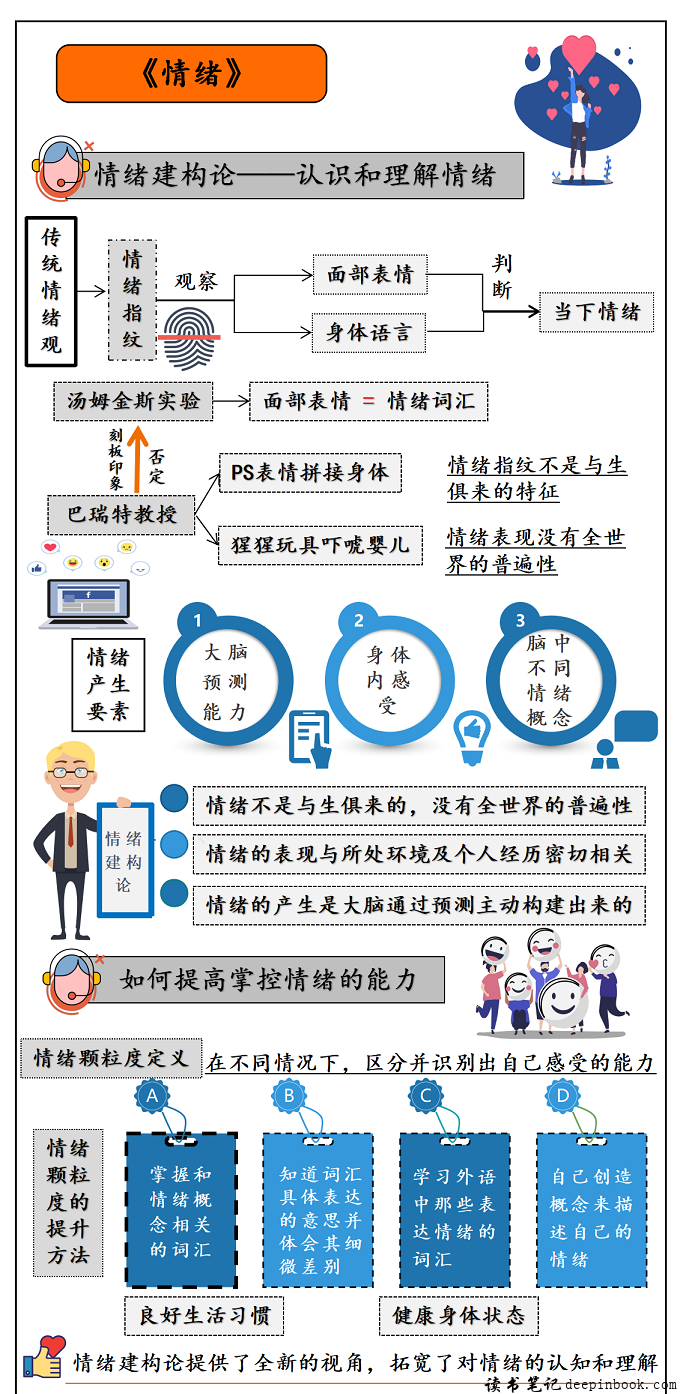 《情绪》
情绪建构论——认识和理解情绪
传
统
情
绪
观
情
绪
指
纹
观察
面部表情
身体语言
判
断
当下情绪
汤姆金斯实验
面部表情 = 情绪词汇
刻板印象
否定
巴瑞特教授
PS表情拼接身体
猩猩玩具吓唬婴儿
情绪指纹不是与生
俱来的特征
情绪表现没有全世
界的普遍性
情绪
产生
要素
1
大脑
预测
能力
2
身体
内感
受
3
脑中
不同
情绪
概念
情绪
建构
论
情绪不是与生俱来的，没有全世界的普遍性
情绪的表现与所处环境及个人经历密切相关
情绪的产生是大脑通过预测主动构建出来的
如何提高掌控情绪的能力
情绪颗粒度定义
在不同情况下，区分并识别出自己感受的能力
情绪
颗粒
度的
提升
方法
A
掌握和
情绪概
念相关
的词汇
B
知道词汇
具体表达
的意思并
体会其细
微差别
C
学习外语
中那些表
达情绪的
词汇
D
自己创造
概念来描
述自己的
情绪
良好生活习惯
健康身体状态
情绪建构论提供了全新的视角，拓宽了对情绪的认知和理解
读书笔记deepinbook.com